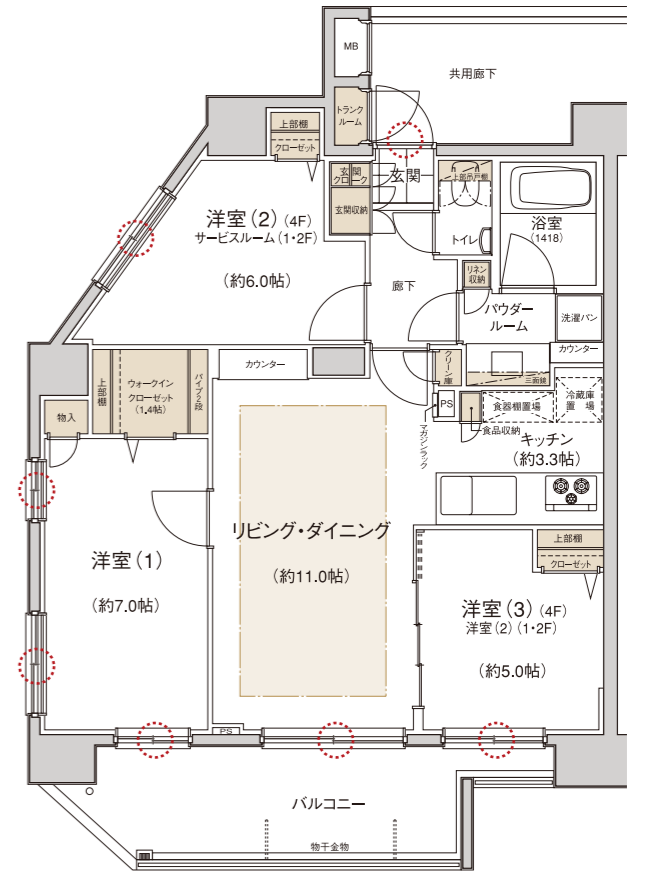 MB
共用廊下
トランク
ルーム
上部棚
クローゼット
玄関
クローク
玄関
上部吊戸棚
洋室（2）（4F）
サービスルーム（1・2F）
（約6.0帖）
玄関収納
トイレ
浴室
（1418）
廊下
リネン
収納
パウダー
ルーム
洗濯パン
カウンター
カウンター
クリーン庫
三面鏡
上部棚
ウォークイン
クローゼット
（1.4帖）
パイプ2段
物入
PS
マガジンラック
食器棚置場
冷蔵庫
置場
食品収納
キッチン
（約3.3帖）
リビング・ダイニング
（約11.0帖）
洋室（1）
（約7.0帖）
上部棚
クローゼット
洋室（3）（4F）
洋室（2）（1・2F）
（約5.0帖）
PS
バルコニー
物干金物